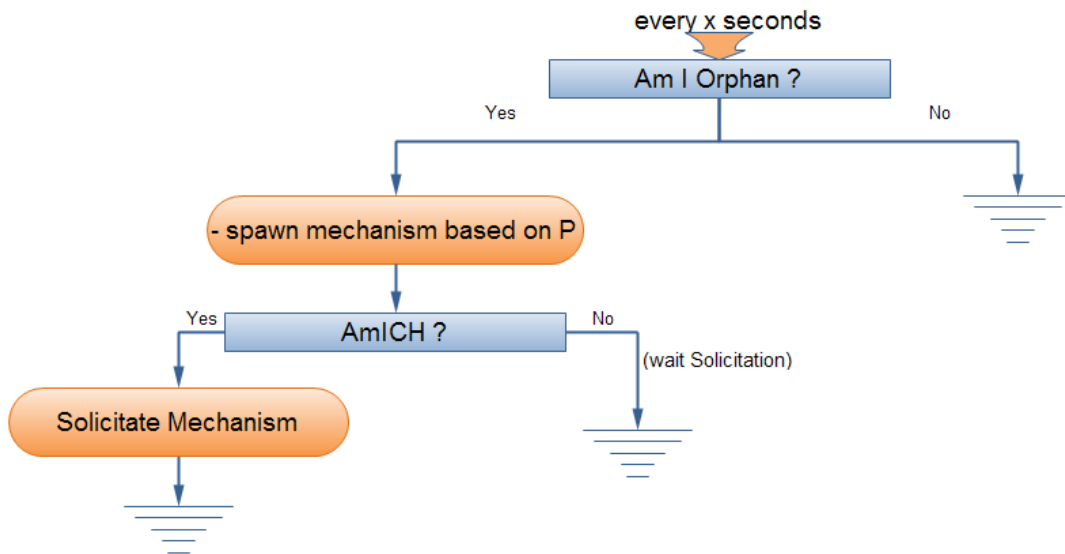 every x seconds
Am I Orphan ?
Yes
No
- spawn mechanism based on P
Yes
AmICH ?
No
(wait Solicitation)
Solicitate Mechanism